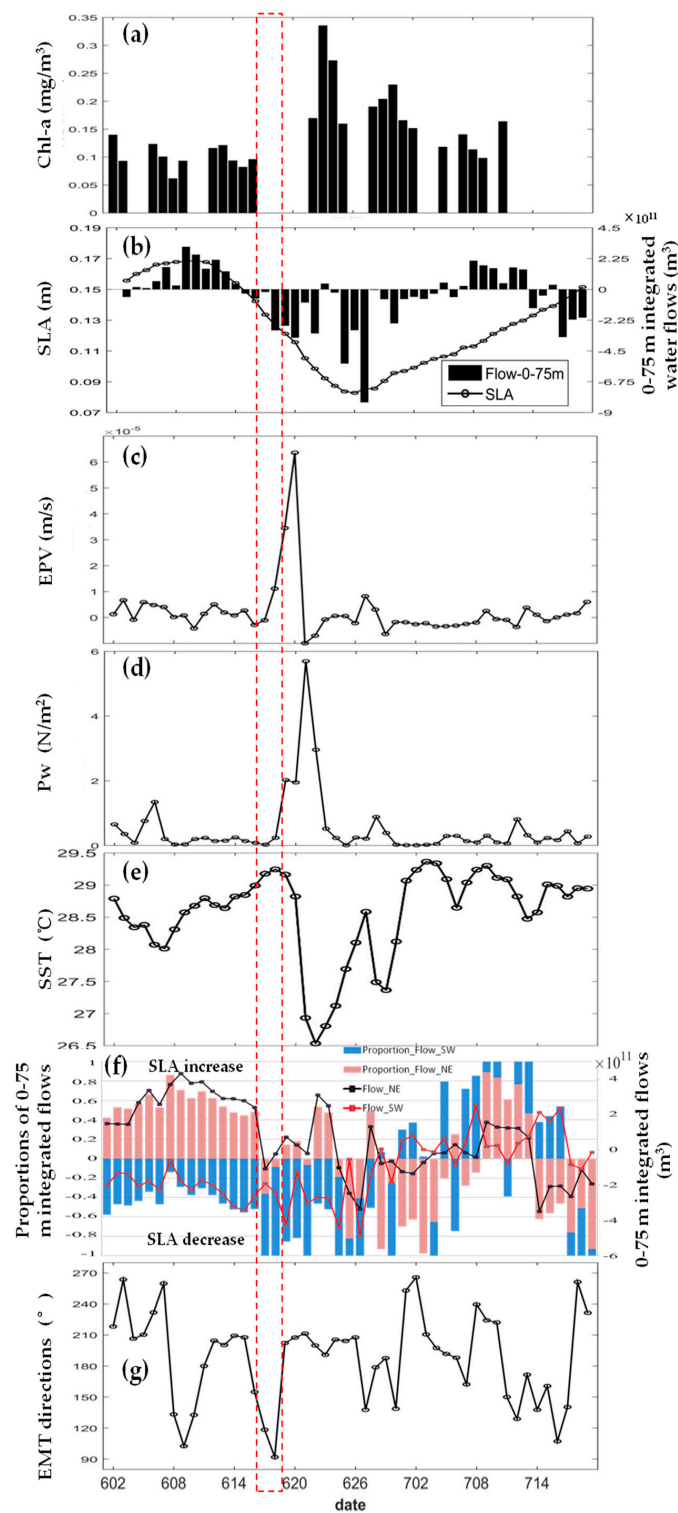 (a)
Chl-a (mg/m³)
0.35
0.3
0.25
0.2
0.15
0.1
0.05
0
×10¹¹
(b)
SLA (m)
0.19
0.17
0.15
0.13
0.11
0.09
0.07
4.5
2.25
0
-2.25
-4.5
-6.75
-9
0-75 m integrated
water flows (m³)
Flow-0-75m
SLA
×10⁻⁵
(c)
EPV (m/s)
6
5
4
3
2
1
0
(d)
Pw (N/m²)
6
4
2
0
(e)
SST (℃)
29.5
29
28.5
28
27.5
27
26.5
(f)
SLA increase
Proportion_Flow_SW
Proportion_Flow_NE
Flow_NE
Flow_SW
×10¹¹
Proportions of 0-75
m integrated flows
1
0.8
0.6
0.4
0.2
0
-0.2
-0.4
-0.6
-0.8
-1
4
2
0
-2
-4
-6
0-75 m integrated flows
(m³)
SLA decrease
(g)
EMT directions (°)
270
240
210
180
150
120
90
602 608 614 620 626 702 708 714
date